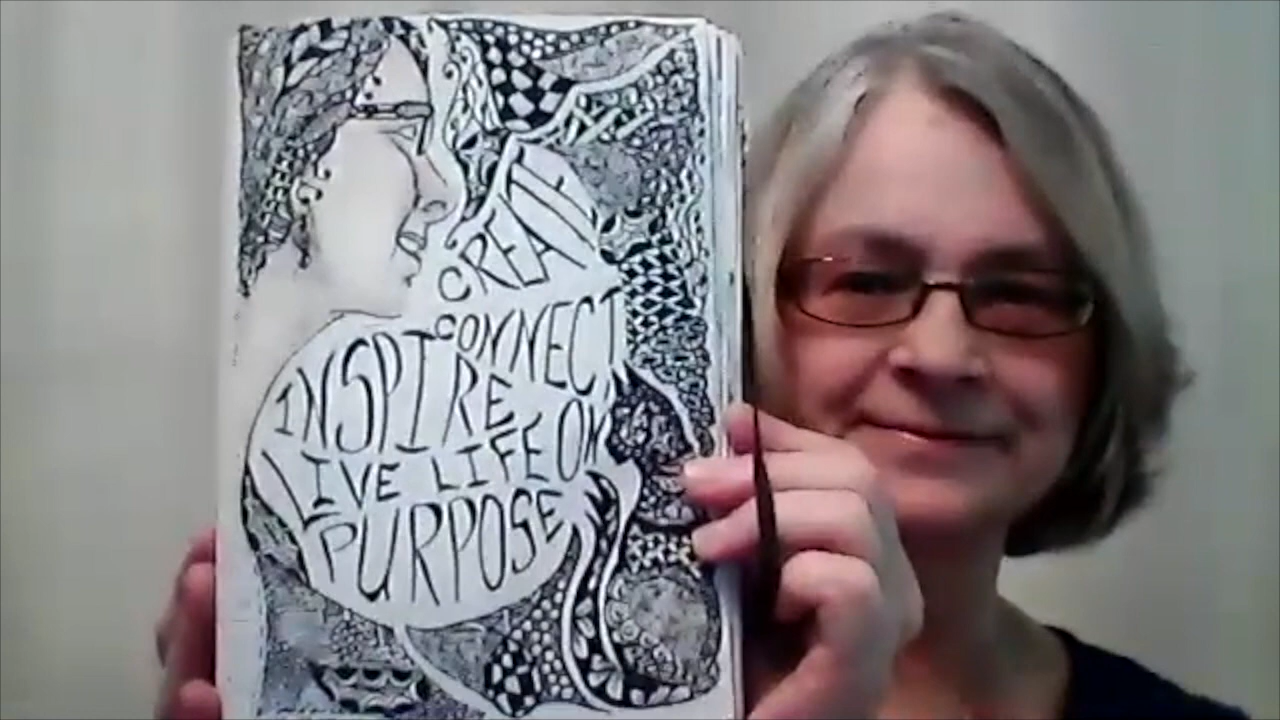 CREATE
CONNECT
INSPIRE
LIVE LIFE ON
PURPOSE